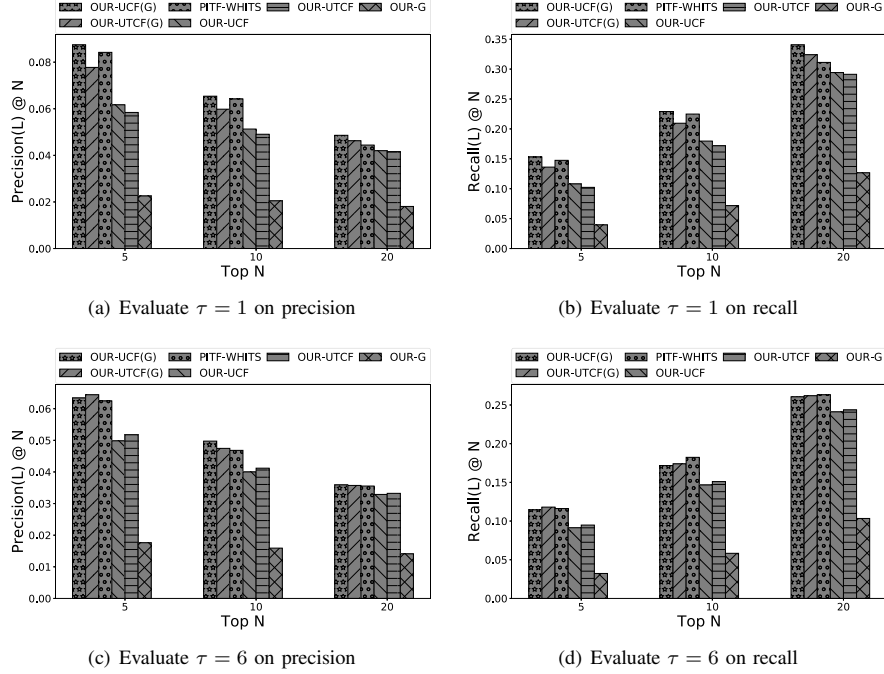 OUR-UCF(G) PITF-WHITS OUR-UTCF OUR-G
OUR-UTCF(G) OUR-UCF
Precision(L) @ N
0.08
0.06
0.04
0.02
0.00
5 10 20
Top N
(a) Evaluate τ = 1 on precision
OUR-UCF(G) PITF-WHITS OUR-UTCF OUR-G
OUR-UTCF(G) OUR-UCF
Recall(L) @ N
0.35
0.30
0.25
0.20
0.15
0.10
0.05
0.00
5 10 20
Top N
(b) Evaluate τ = 1 on recall
OUR-UCF(G) PITF-WHITS OUR-UTCF OUR-G
OUR-UTCF(G) OUR-UCF
Precision(L) @ N
0.06
0.05
0.04
0.03
0.02
0.01
0.00
5 10 20
Top N
(c) Evaluate τ = 6 on precision
OUR-UCF(G) PITF-WHITS OUR-UTCF OUR-G
OUR-UTCF(G) OUR-UCF
Recall(L) @ N
0.25
0.20
0.15
0.10
0.05
0.00
5 10 20
Top N
(d) Evaluate τ = 6 on recall